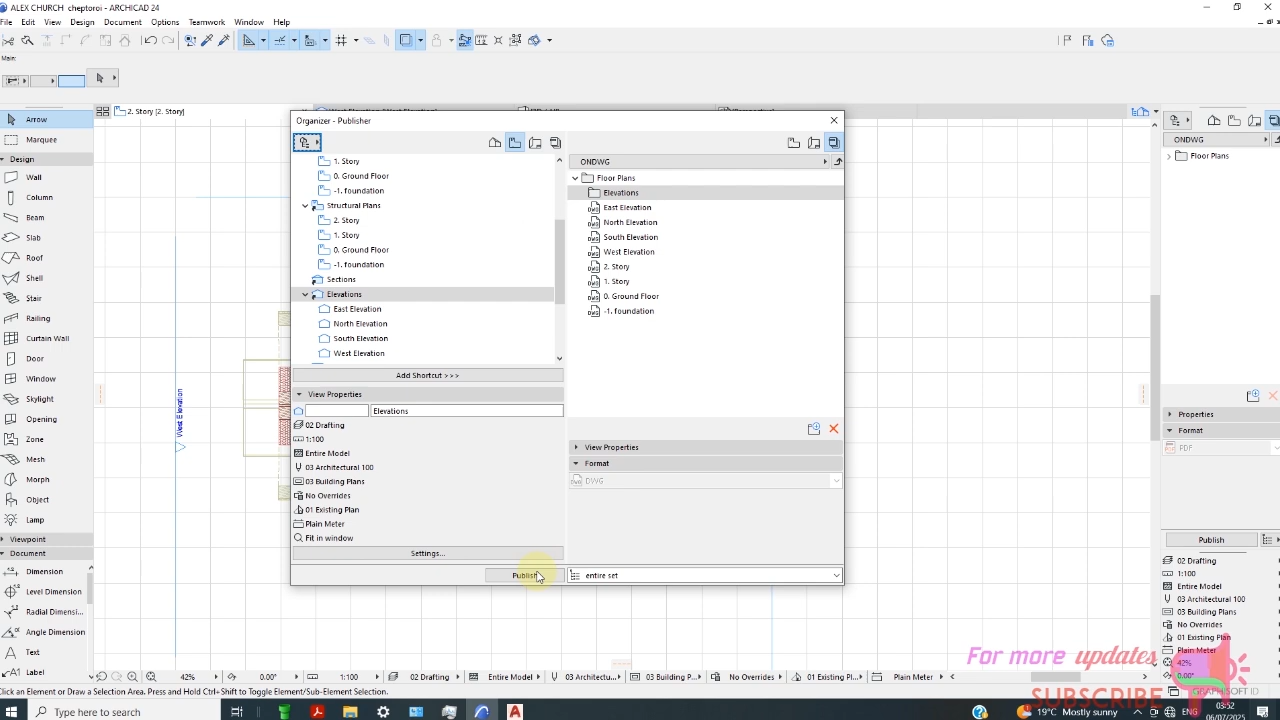 ALEX CHURCH cheptoroi - ARCHICAD 24
File Edit View Design Document Options Teamwork Window Help
Main:
2. Story [2. Story]
Arrow
Marquee
Design
Wall
Column
Beam
Slab
Roof
Shell
Stair
Railing
Curtain Wall
Door
Window
Skylight
Opening
Zone
Mesh
Morph
Object
Lamp
Viewpoint
Document
Dimension
Level Dimension
Radial Dimensi...
Angle Dimension
Text
Label
West Elevation
Organizer - Publisher
1. Story
0. Ground Floor
-1. foundation
Structural Plans
2. Story
1. Story
0. Ground Floor
-1. foundation
Sections
Elevations
East Elevation
North Elevation
South Elevation
West Elevation
Add Shortcut >>>
View Properties
Elevations
02 Drafting
1:100
Entire Model
03 Architectural 100
03 Building Plans
No Overrides
01 Existing Plan
Plain Meter
Fit in window
Settings...
Publish
entire set
ONDWG
Floor Plans
Elevations
East Elevation
North Elevation
South Elevation
West Elevation
2. Story
1. Story
0. Ground Floor
-1. foundation
View Properties
Format
DWG
ONDWG
Floor Plans
Properties
Format
PDF
Publish
02 Drafting
1:100
Entire Model
03 Architectural 100
03 Building Plans
No Overrides
01 Existing Plan
Plain Meter
42%
0.00°
For more updates
SUBSCRIBE
42% 0.00° 1:100 02 Drafting Entire Model 03 Architectu... 03 Building P... No Overrides 01 Existing Pl... Plain Meter
Click an Element or Draw a Selection Area. Press and Hold Ctrl+Shift to Toggle Element/Sub-Element Selection.
GRAPHISOFT ID
Type here to search
19°C Mostly sunny
ENG
03:52
06/07/2023